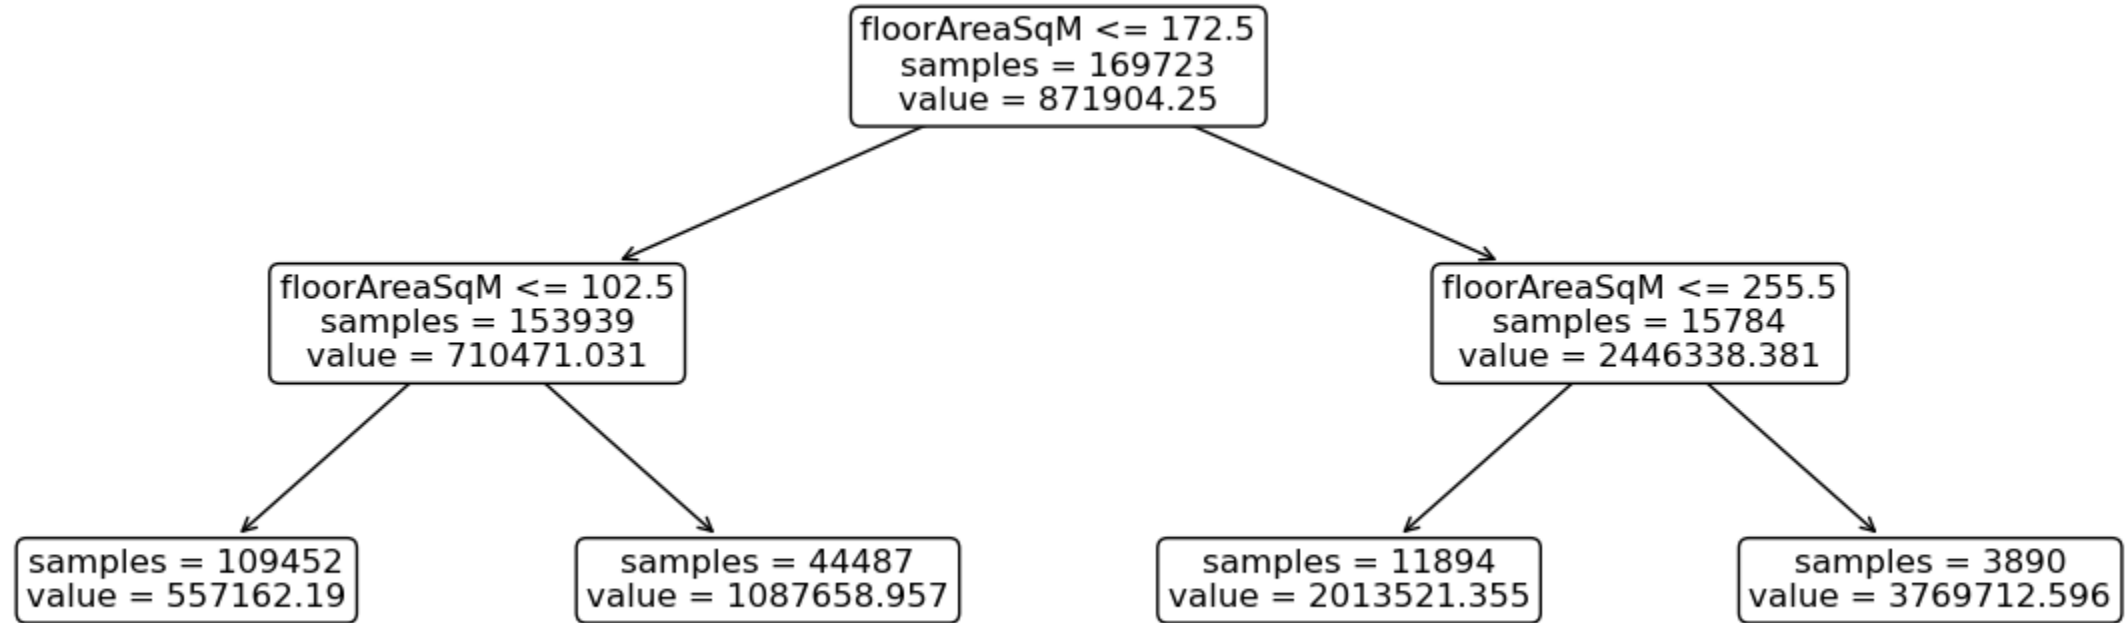 floorAreaSqM <= 172.5
samples = 169723
value = 871904.25
floorAreaSqM <= 102.5
samples = 153939
value = 710471.031
floorAreaSqM <= 255.5
samples = 15784
value = 2446338.381
samples = 109452
value = 557162.19
samples = 44487
value = 1087658.957
samples = 11894
value = 2013521.355
samples = 3890
value = 3769712.596